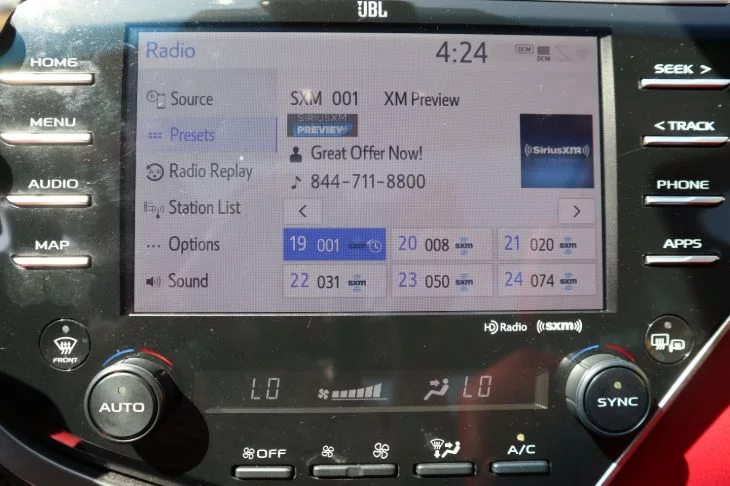 JBL
HOME
MENU
AUDIO
MAP
Radio
4:24
DCM
DCM
Source
Presets
Radio Replay
Station List
Options
Sound
SXM 001 XM Preview
SIRIUSXM
PREVIEW
Great Offer Now!
844-711-8800
((SiriusXM))
<
>
19 001 sxm
20 008 sxm
21 020 sxm
22 031 sxm
23 050 sxm
24 074 sxm
SEEK >
< TRACK
PHONE
APPS
HD Radio ((sxm))
FRONT
AUTO
LO
LO
SYNC
OFF
A/C